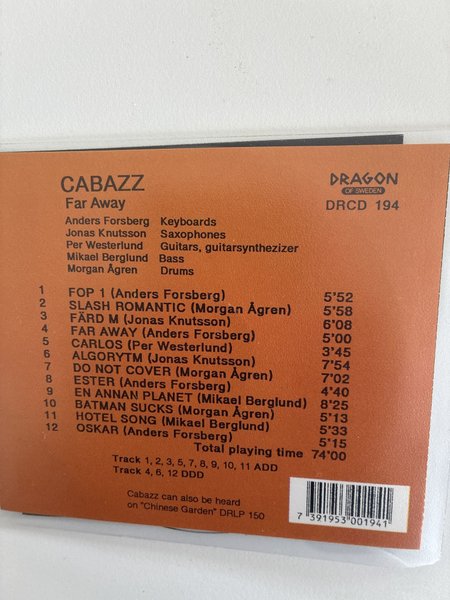 CABAZZ
Far Away
DRAGON
OF SWEDEN
DRCD 194
Anders Forsberg Keyboards
Jonas Knutsson Saxophones
Per Westerlund Guitars, guitarsynthezizer
Mikael Berglund Bass
Morgan Ågren Drums
1 FOP 1 (Anders Forsberg) 5'52
2 SLASH ROMANTIC (Morgan Ågren) 5'58
3 FÄRD M (Jonas Knutsson) 6'08
4 FAR AWAY (Anders Forsberg) 5'00
5 CARLOS (Per Westerlund) 3'45
6 ALGORYTM (Jonas Knutsson) 7'54
7 DO NOT COVER (Morgan Ågren) 7'02
8 ESTER (Anders Forsberg) 4'40
9 EN ANNAN PLANET (Mikael Berglund) 8'25
10 BATMAN SUCKS (Morgan Ågren) 5'13
11 HOTEL SONG (Mikael Berglund) 5'33
12 OSKAR (Anders Forsberg) 5'15
Total playing time 74'00
Track 1, 2, 3, 5, 7, 8, 9, 10, 11 ADD
Track 4, 6, 12 DDD
Cabazz can also be heard
on "Chinese Garden" DRLP 150
7 391953 001941